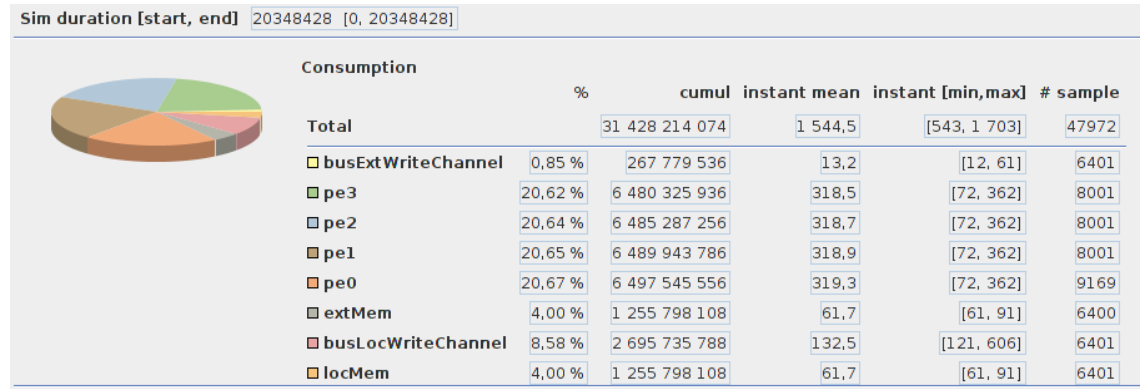 Sim duration [start, end] 20348428 [0, 20348428]
Consumption
% cumul instant mean instant [min,max] # sample
Total 31 428 214 074 1 544,5 [543, 1 703] 47972
busExtWriteChannel 0,85 % 267 779 536 13,2 [12, 61] 6401
pe3 20,62 % 6 480 325 936 318,5 [72, 362] 8001
pe2 20,64 % 6 485 287 256 318,7 [72, 362] 8001
pe1 20,65 % 6 489 943 786 318,9 [72, 362] 8001
pe0 20,67 % 6 497 545 556 319,3 [72, 362] 9169
extMem 4,00 % 1 255 798 108 61,7 [61, 91] 6400
busLocWriteChannel 8,58 % 2 695 735 788 132,5 [121, 606] 6401
locMem 4,00 % 1 255 798 108 61,7 [61, 91] 6401